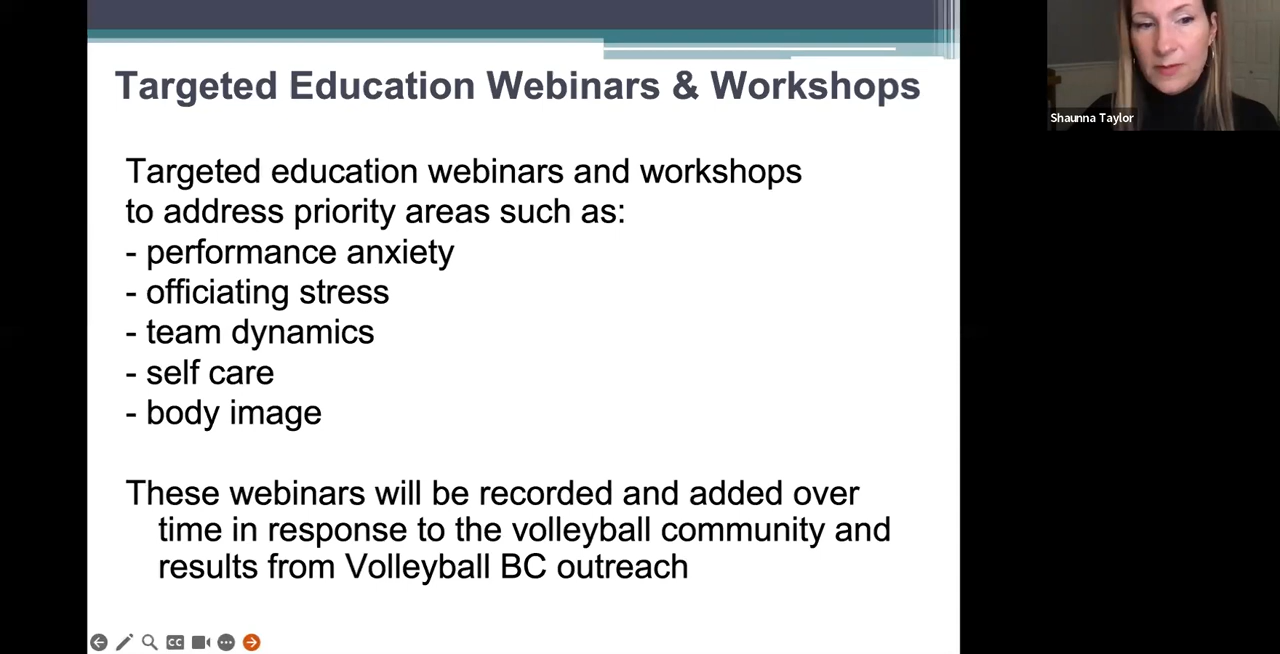 Targeted Education Webinars & Workshops
Targeted education webinars and workshops
to address priority areas such as:
- performance anxiety
- officiating stress
- team dynamics
- self care
- body image
These webinars will be recorded and added over
time in response to the volleyball community and
results from Volleyball BC outreach
Shaunna Taylor
CC